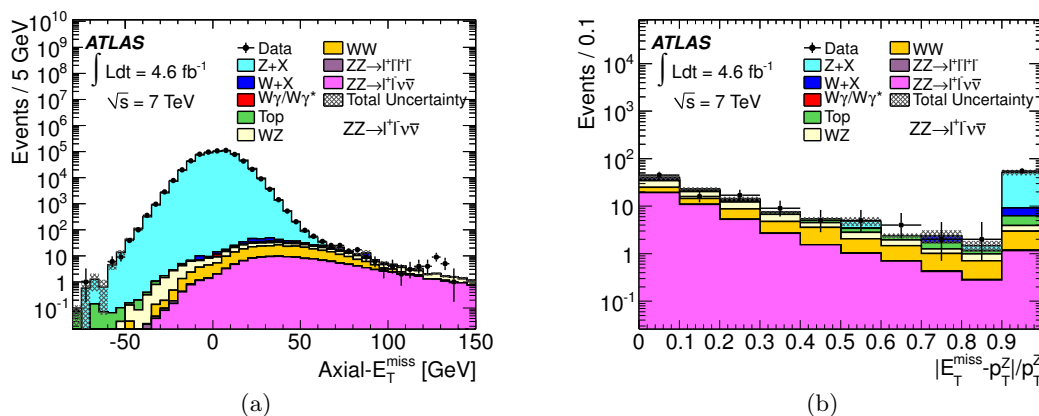 Events / 5 GeV
10^10
10^9
10^8
10^7
10^6
10^5
10^4
10^3
10^2
10
1
10^-1
ATLAS
∫ Ldt = 4.6 fb^-1
√s = 7 TeV
Data
Z+X
W+X
Wγ/Wγ*
Top
WZ
WW
ZZ→l^+l^-l^+l^-
ZZ→l^+l^-νν̄
Total Uncertainty
ZZ→l^+l^-νν̄
-50 0 50 100 150
Axial-E_T^miss [GeV]
(a)
Events / 0.1
10^4
10^3
10^2
10
1
10^-1
ATLAS
∫ Ldt = 4.6 fb^-1
√s = 7 TeV
Data
Z+X
W+X
Wγ/Wγ*
Top
WZ
WW
ZZ→l^+l^-l^+l^-
ZZ→l^+l^-νν̄
Total Uncertainty
ZZ→l^+l^-νν̄
0 0.1 0.2 0.3 0.4 0.5 0.6 0.7 0.8 0.9 1
|E_T^miss-p_T^Z|/p_T^Z
(b)